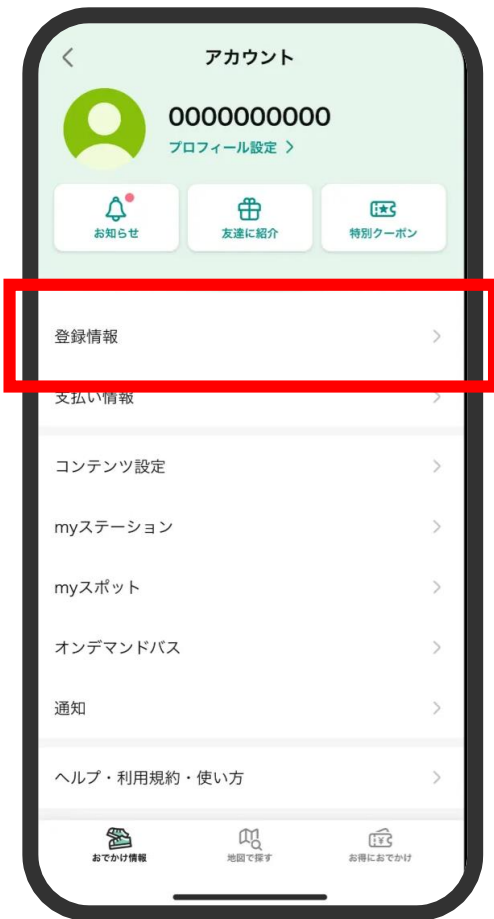 アカウント
0000000000
プロフィール設定
お知らせ
友達に紹介
特別クーポン
登録情報
支払い情報
コンテンツ設定
myステーション
myスポット
オンデマンドバス
通知
ヘルプ・利用規約・使い方
おでかけ情報
地図で探す
お得におでかけ